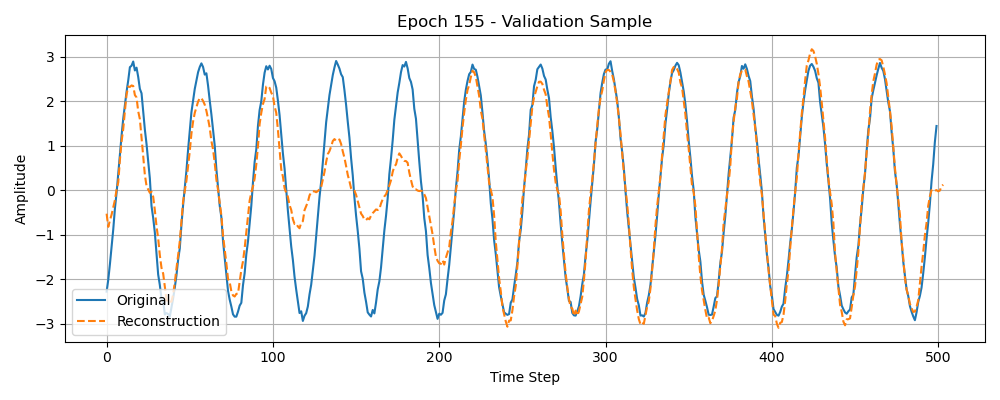 Epoch 155 - Validation Sample
Amplitude
3
2
1
0
−1
−2
−3
Original
Reconstruction
0 100 200 300 400 500
Time Step